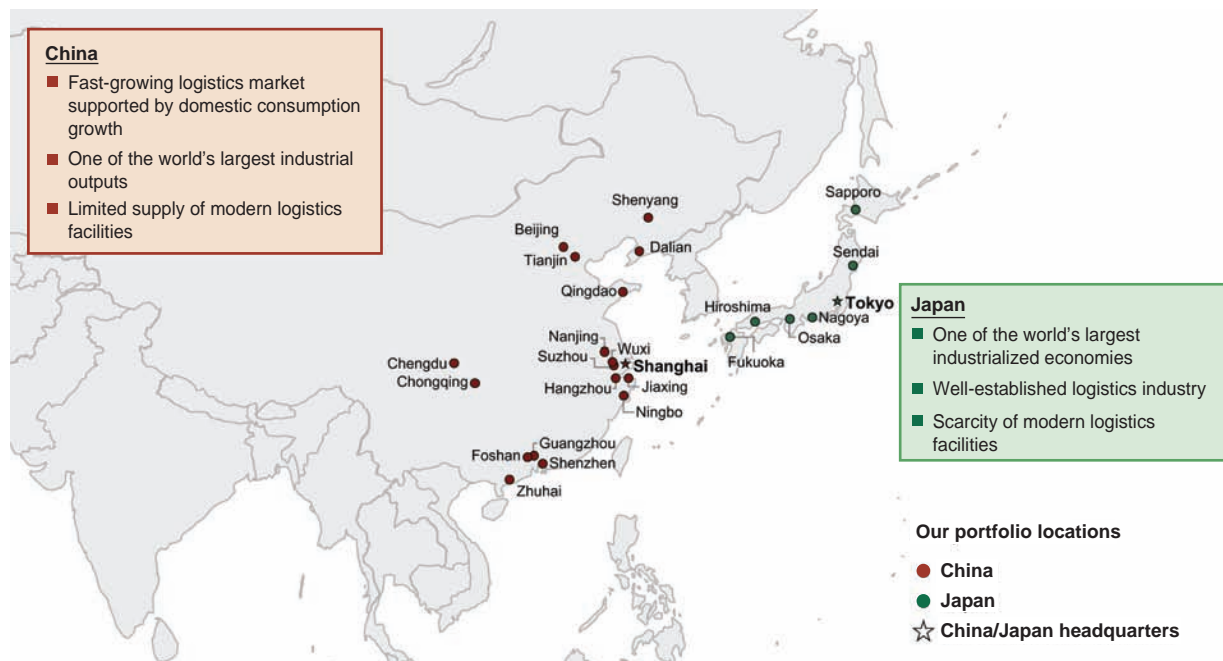 China
Fast-growing logistics market
supported by domestic consumption
growth
One of the world's largest industrial
outputs
Limited supply of modern logistics
facilities
Sapporo
Shenyang
Beijing
Dalian
Tianjin
Sendai
Qingdao
Hiroshima
Tokyo
Nagoya
Osaka
Fukuoka
Nanjing
Wuxi
Suzhou
Shanghai
Chengdu
Chongqing
Hangzhou
Jiaxing
Ningbo
Guangzhou
Foshan
Shenzhen
Zhuhai
Japan
One of the world's largest
industrialized economies
Well-established logistics industry
Scarcity of modern logistics
facilities
Our portfolio locations
China
Japan
China/Japan headquarters